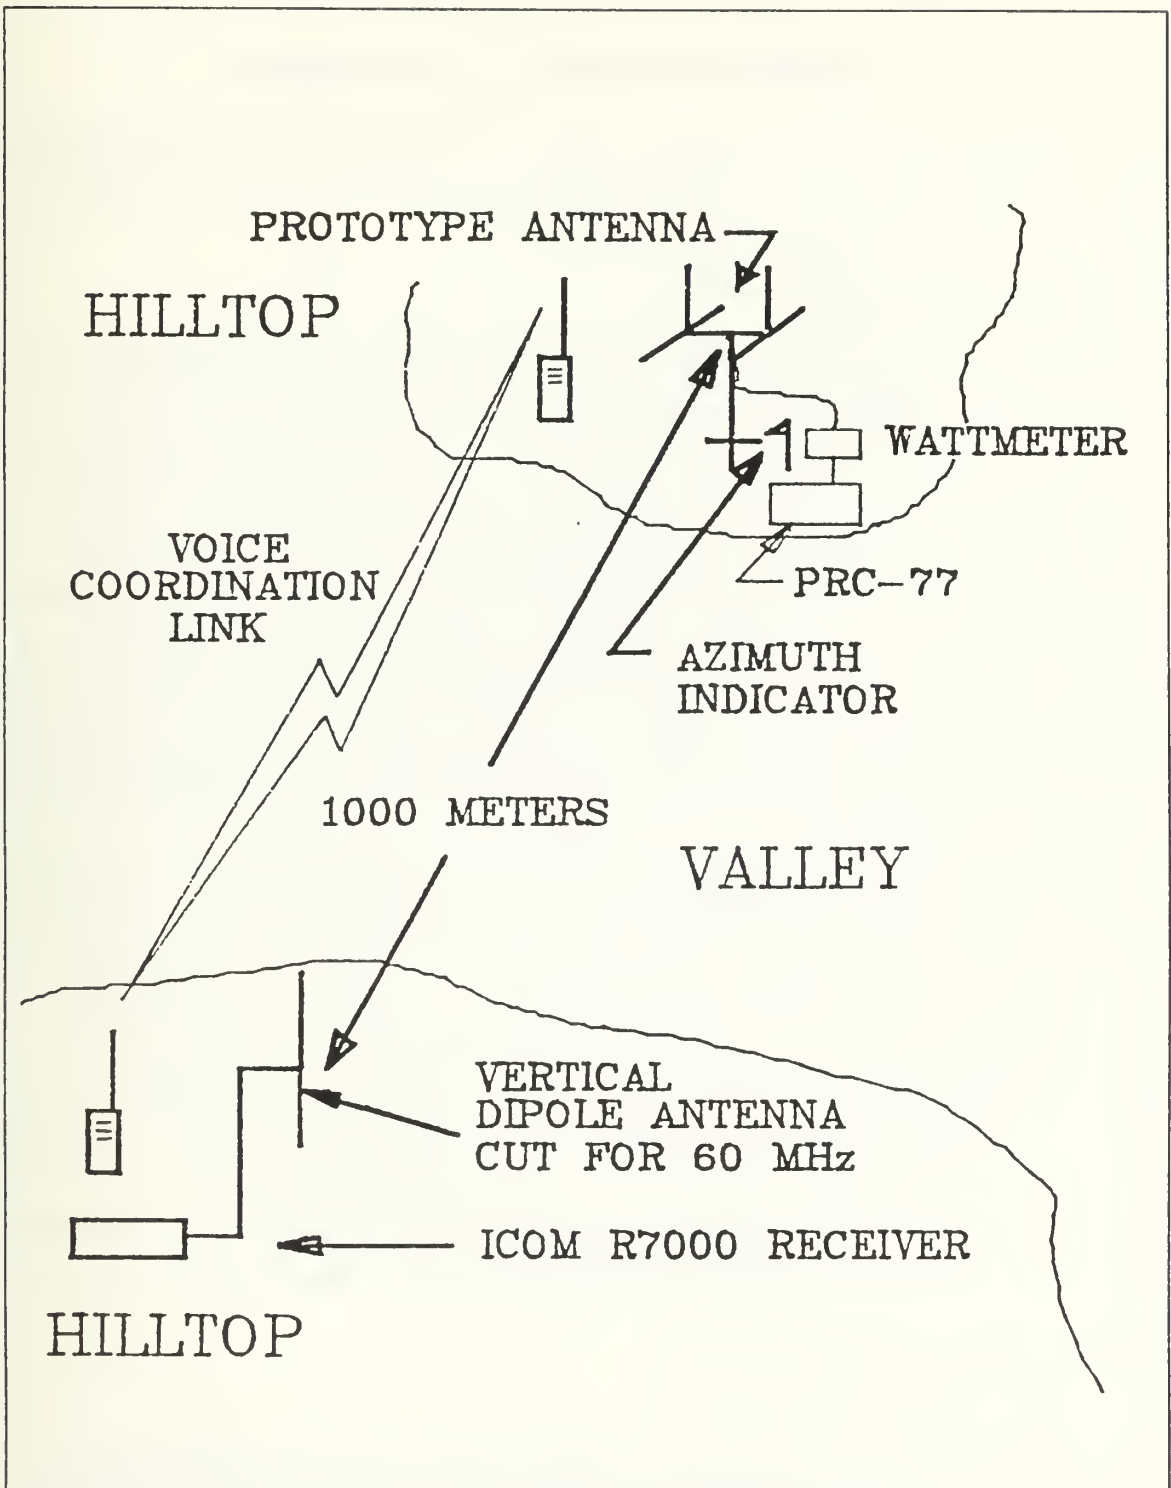 PROTOTYPE ANTENNA
HILLTOP
WATTMETER
VOICE
COORDINATION
LINK
PRC-77
AZIMUTH
INDICATOR
1000 METERS
VALLEY
VERTICAL
DIPOLE ANTENNA
CUT FOR 60 MHz
ICOM R7000 RECEIVER
HILLTOP